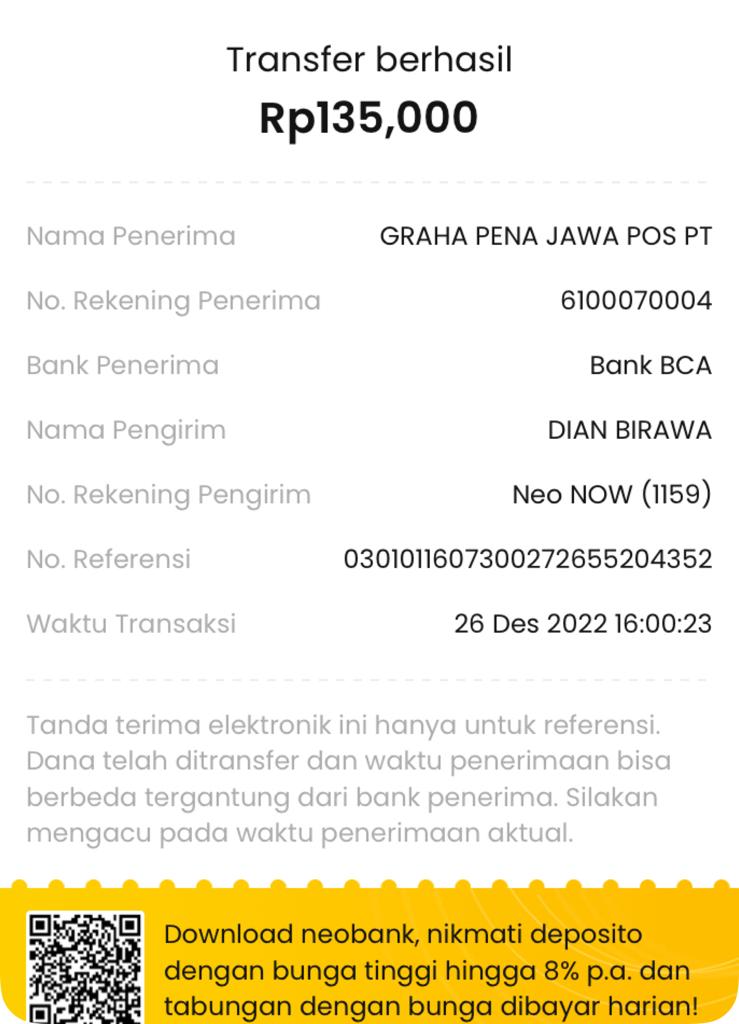 Transfer berhasil
Rp135,000
Nama Penerima GRAHA PENA JAWA POS PT
No. Rekening Penerima 6100070004
Bank Penerima Bank BCA
Nama Pengirim DIAN BIRAWA
No. Rekening Pengirim Neo NOW (1159)
No. Referensi 0301011607300272655204352
Waktu Transaksi 26 Des 2022 16:00:23
Tanda terima elektronik ini hanya untuk referensi.
Dana telah ditransfer dan waktu penerimaan bisa
berbeda tergantung dari bank penerima. Silakan
mengacu pada waktu penerimaan aktual.
Download neobank, nikmati deposito
dengan bunga tinggi hingga 8% p.a. dan
tabungan dengan bunga dibayar harian!